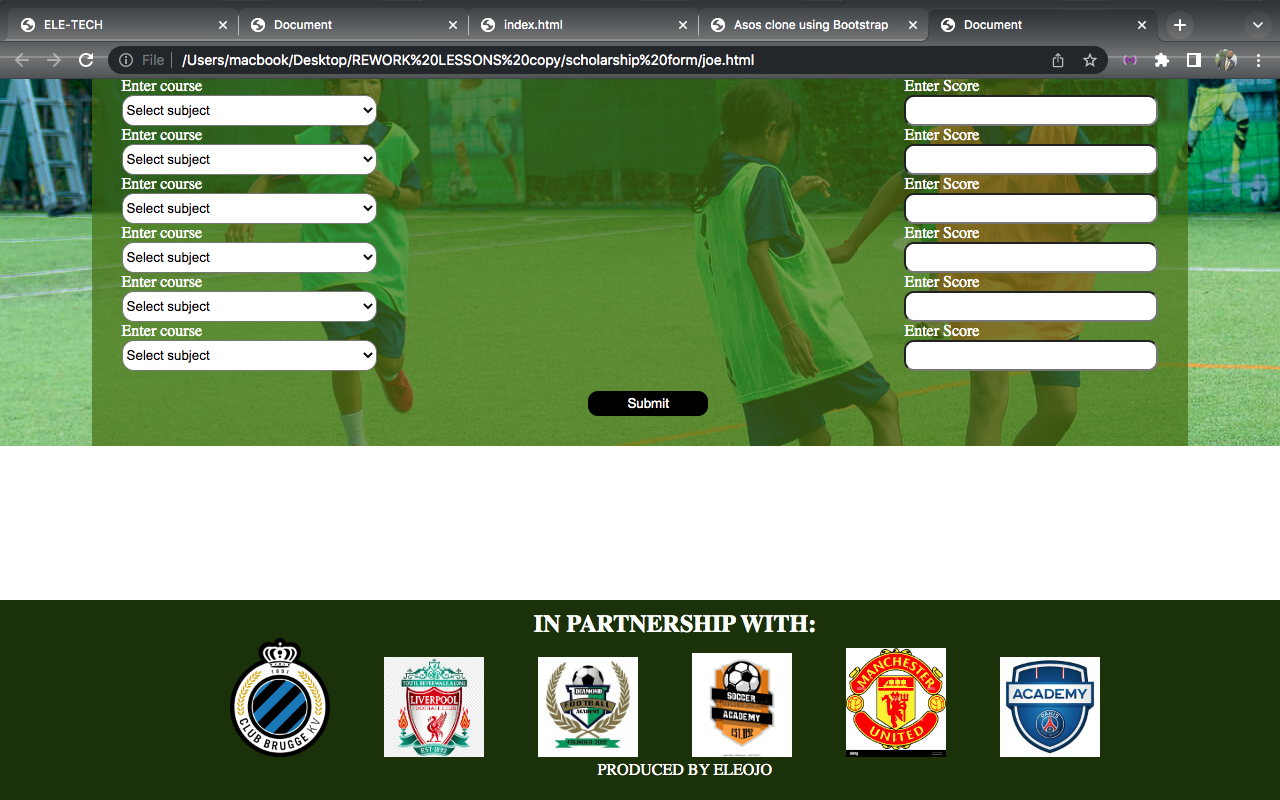 ELE-TECH
Document
index.html
Asos clone using Bootstrap
Document
File
/Users/macbook/Desktop/REWORK%20LESSONS%20copy/scholarship%20form/joe.html
Enter course
Enter Score
Select subject
Enter course
Enter Score
Select subject
Enter course
Enter Score
Select subject
Enter course
Enter Score
Select subject
Enter course
Enter Score
Select subject
Enter course
Enter Score
Select subject
Submit
IN PARTNERSHIP WITH:
1891
CLUB BRUGGE KV
YOU'LL NEVER WALK ALONE
LIVERPOOL
FOOTBALL CLUB
EST·1892
DIAMOND
FOOTBALL
ACADEMY
SOCCER
ACADEMY
MANCHESTER
UNITED
ACADEMY
PARIS
PRODUCED BY ELEOJO